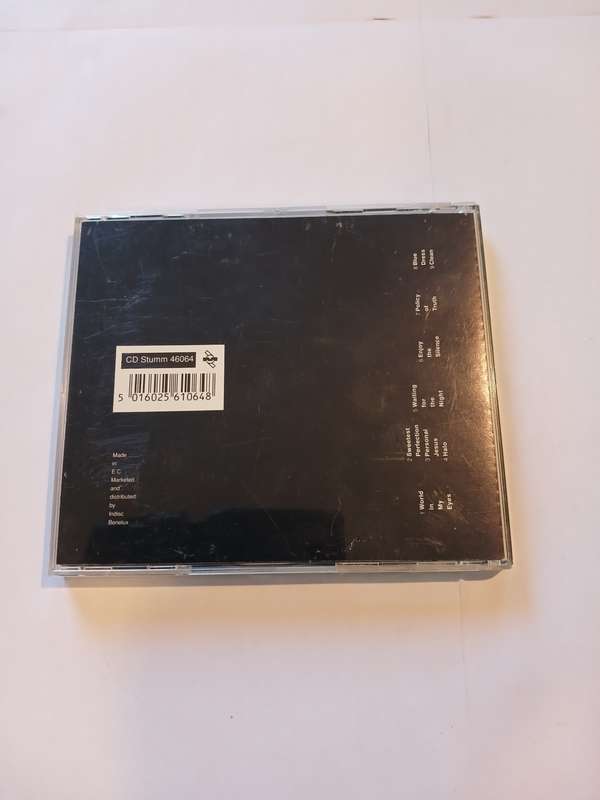 1 World
in
My
Eyes
2 Sweetest
Perfection
3 Personal
Jesus
4 Halo
5 Waiting
for
the
Night
6 Enjoy
the
Silence
7 Policy
of
Truth
8 Blue
Dress
9 Clean
CD Stumm 46064
5 016025 610648
Made
in
E C
Marketed
and
distributed
by
Indisc
Benelux